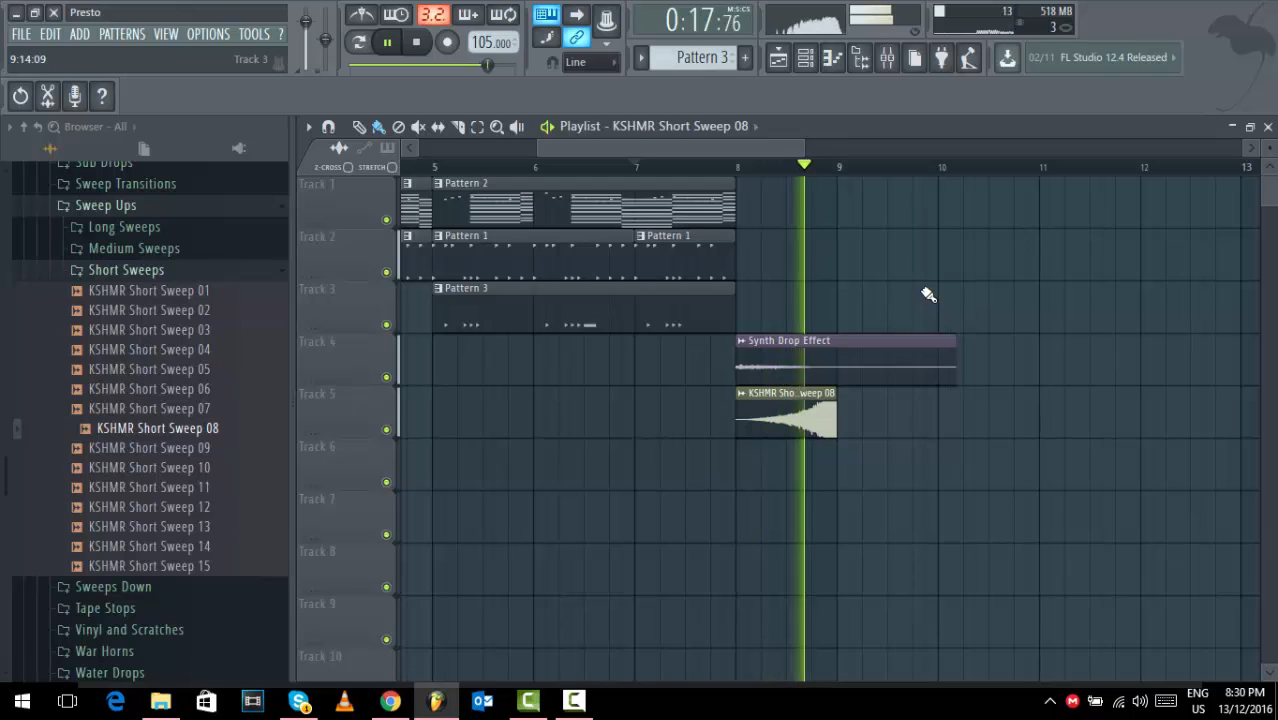 Presto
FILE EDIT ADD PATTERNS VIEW OPTIONS TOOLS ?
9:14:09 Track 3
3.2.
105.000
Line
0:17:76
M:S:CS
Pattern 3
13
518 MB
3
02/11 FL Studio 12.4 Released
?
Browser - All
Playlist - KSHMR Short Sweep 08
Z-CROSS STRETCH
5 6 7 8 9 10 11 12 13
Sub Drops
Sweep Transitions
Sweep Ups
Long Sweeps
Medium Sweeps
Short Sweeps
KSHMR Short Sweep 01
KSHMR Short Sweep 02
KSHMR Short Sweep 03
KSHMR Short Sweep 04
KSHMR Short Sweep 05
KSHMR Short Sweep 06
KSHMR Short Sweep 07
KSHMR Short Sweep 08
KSHMR Short Sweep 09
KSHMR Short Sweep 10
KSHMR Short Sweep 11
KSHMR Short Sweep 12
KSHMR Short Sweep 13
KSHMR Short Sweep 14
KSHMR Short Sweep 15
Sweeps Down
Tape Stops
Vinyl and Scratches
War Horns
Water Drops
Track 1
Pattern 2
Track 2
Pattern 1
Pattern 1
Track 3
Pattern 3
Track 4
Synth Drop Effect
Track 5
KSHMR Sho..weep 08
Track 6
Track 7
Track 8
Track 9
Track 10
ENG
US
8:30 PM
13/12/2016